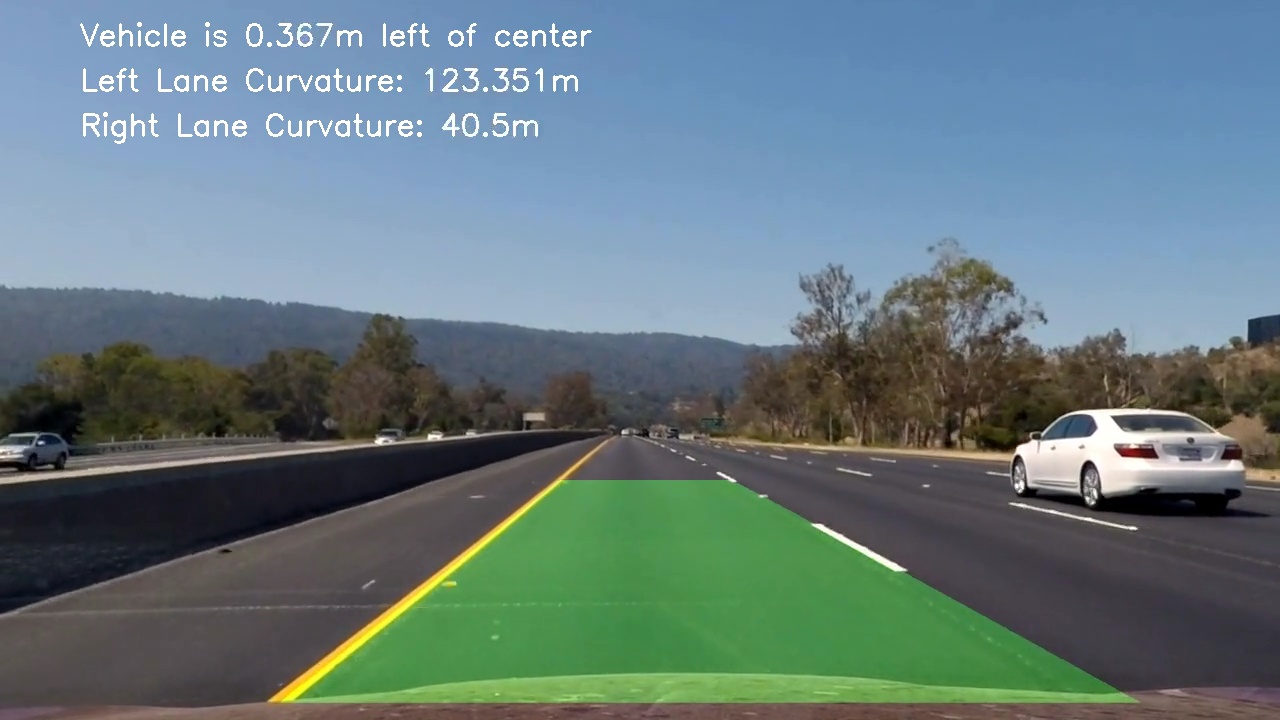 Vehicle is 0.367m left of center
Left Lane Curvature: 123.351m
Right Lane Curvature: 40.5m